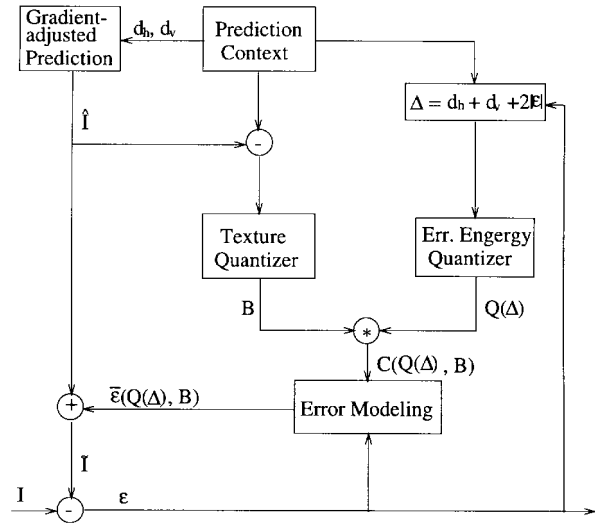 Gradient-
adjusted
Prediction
d_h, d_v
Prediction
Context
Δ = d_h + d_v +2|ε|
Î
-
Texture
Quantizer
Err. Engergy
Quantizer
B
Q(Δ)
*
C(Q(Δ) , B)
ε̄(Q(Δ), B)
Error Modeling
+
Ĭ
I
ε
-